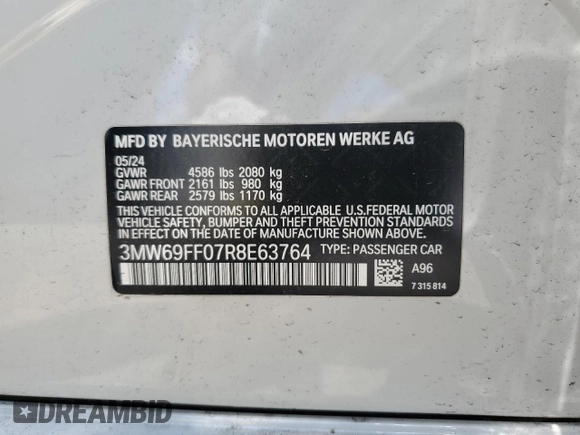 MFD BY BAYERISCHE MOTOREN WERKE AG
05/24
GVWR 4586 lbs 2080 kg
GAWR FRONT 2161 lbs 980 kg
GAWR REAR 2579 lbs 1170 kg
THIS VEHICLE CONFORMS TO ALL APPLICABLE U.S.FEDERAL MOTOR
VEHICLE SAFETY, BUMPER AND THEFT PREVENTION STANDARDS
IN EFFECT ON THE DATE OF MANUFACTURE SHOWN ABOVE.
3MW69FF07R8E63764 TYPE: PASSENGER CAR
A96
7 315 814
DREAMBID